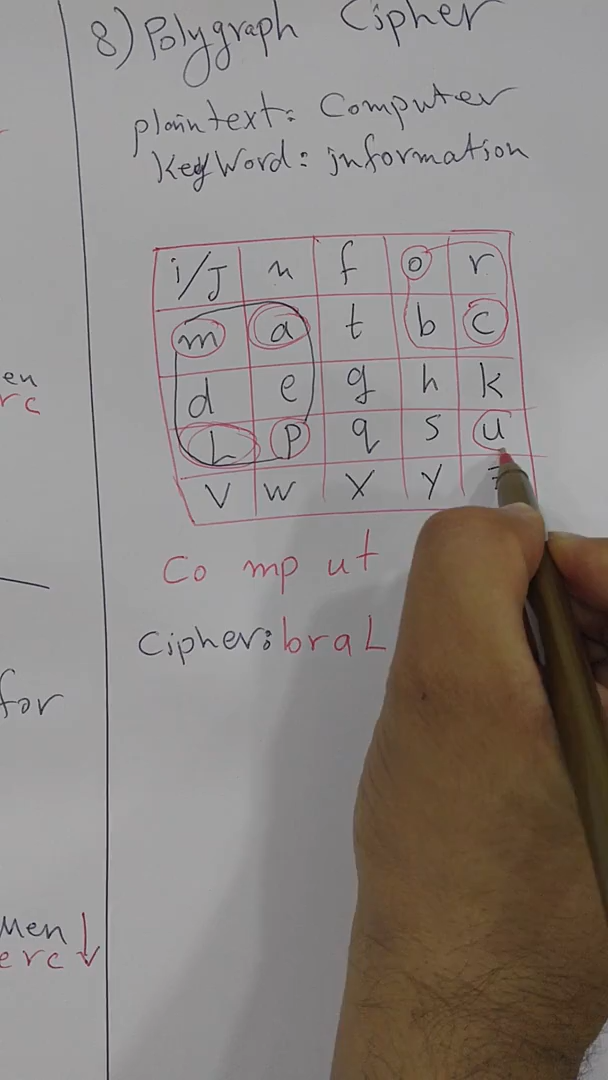 8) Polygraph Cipher
plaintext: Computer
KeyWord: information
i/J n f o r
m a t b c
d e g h k
L p q s u
v w x y z
Co mp ut
Cipher: braL
en
rc
for
Men
erc